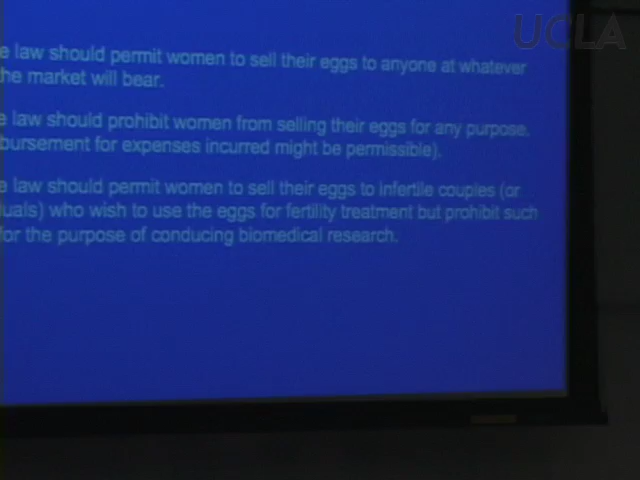 UCLA
e law should permit women to sell their eggs to anyone at whatever
he market will bear.
e law should prohibit women from selling their eggs for any purpose.
bursement for expenses incurred might be permissible).
e law should permit women to sell their eggs to infertile couples (or
uals) who wish to use the eggs for fertility treatment but prohibit such
for the purpose of conducing biomedical research.